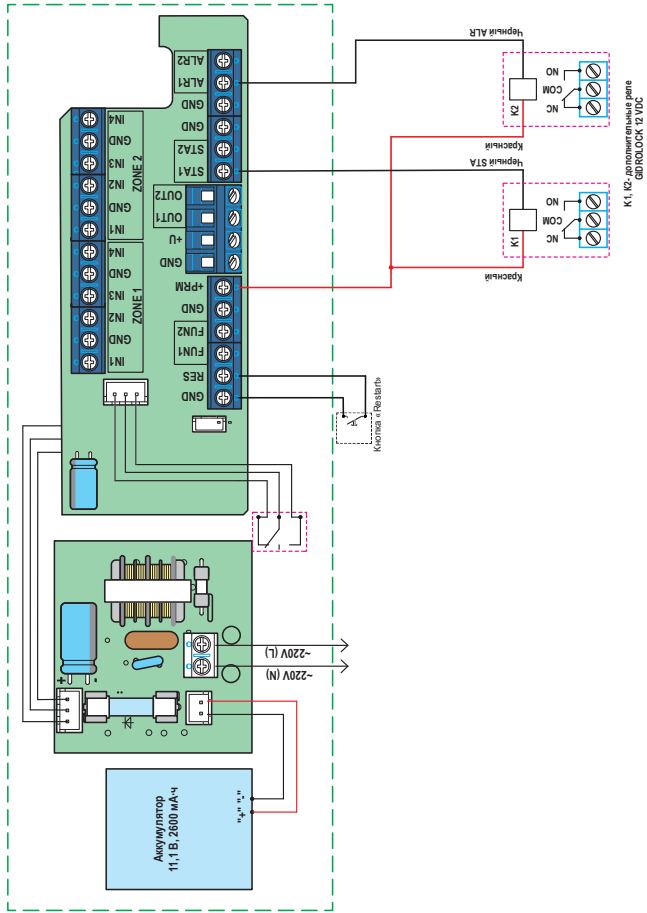 ALR2
ALR1
GND
GND
STA2
STA1
OUT2
OUT1
+U
GND
+PRM
GND
FUN2
FUN1
RES
GND
IN4
GND
IN3
IN2
GND
IN1
ZONE 2
IN4
GND
IN3
IN2
GND
IN1
ZONE 1
Черный ALR
Красный
Черный STA
Красный
K2
NO
COM
NC
K1
NO
COM
NC
K1, K2- дополнительные реле
GIDROLOCK 12 VDC
Кнопка «Restart»
~220V (L)
~220V (N)
+
-
Аккумулятор
11,1 В, 2600 мА·ч
"+" "-"